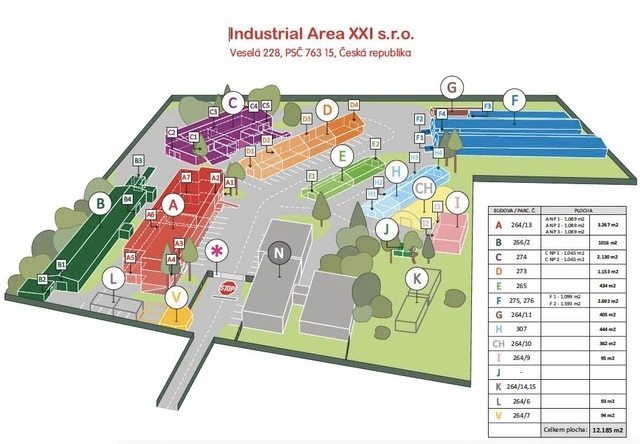 Industrial Area XXI s.r.o.
Veselá 228, PSČ 763 15, Česká republika
G
C
C4
C5
C3
D
D4
F3
F
F4
F2
D3
C2
C1
D2
F1
D1
E
E2
H3
H4
B3
A7
A2
A1
E1
H
H1
H2
CH
B
B4
A
A6
I2
I
I1
A3
J
A5
A4
*
N
B1
B2
L
V
STOP
K
BUDOVA / PARC. Č. PLOCHA
A 264/13 A NP 1 - 1.089 m2 3.267 m2
A NP 2 - 1.089 m2
A NP 3 - 1.089 m2
B 266/2 1016 m2
C 274 C NP 1 - 1.065 m2 2.130 m2
C NP 2 - 1.065 m2
D 273 1.153 m2
E 265 434 m2
F 275, 276 F 1 - 1.099 m2 2.692 m2
F 2 - 1.593 m2
G 264/11 405 m2
H 307 444 m2
CH 264/10 362 m2
I 264/9 95 m2
J -
K 264/14,15
L 264/6 93 m2
V 264/7 94 m2
Celkem plocha: 12.185 m2